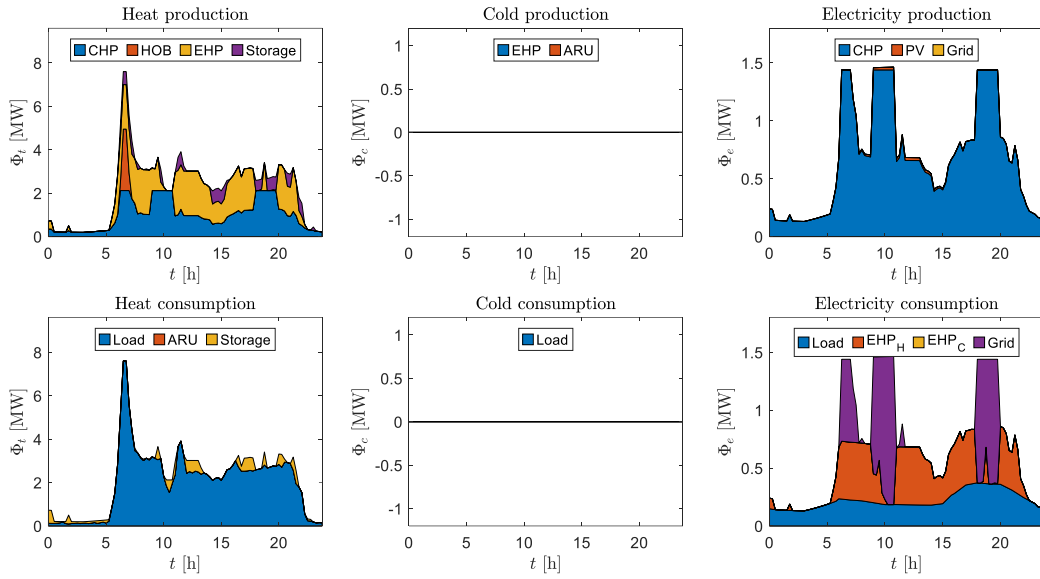 Heat production
Cold production
Electricity production
CHP HOB EHP Storage
EHP ARU
CHP PV Grid
Φt [MW]
8
6
4
2
0
0 5 10 15 20
t [h]
Φc [MW]
1
0.5
0
-0.5
-1
0 5 10 15 20
t [h]
Φe [MW]
1.5
1
0.5
0
0 5 10 15 20
t [h]
Heat consumption
Cold consumption
Electricity consumption
Load ARU Storage
Load
Load EHPH EHPC Grid
Φt [MW]
8
6
4
2
0
0 5 10 15 20
t [h]
Φc [MW]
1
0.5
0
-0.5
-1
0 5 10 15 20
t [h]
Φe [MW]
1.5
1
0.5
0
0 5 10 15 20
t [h]